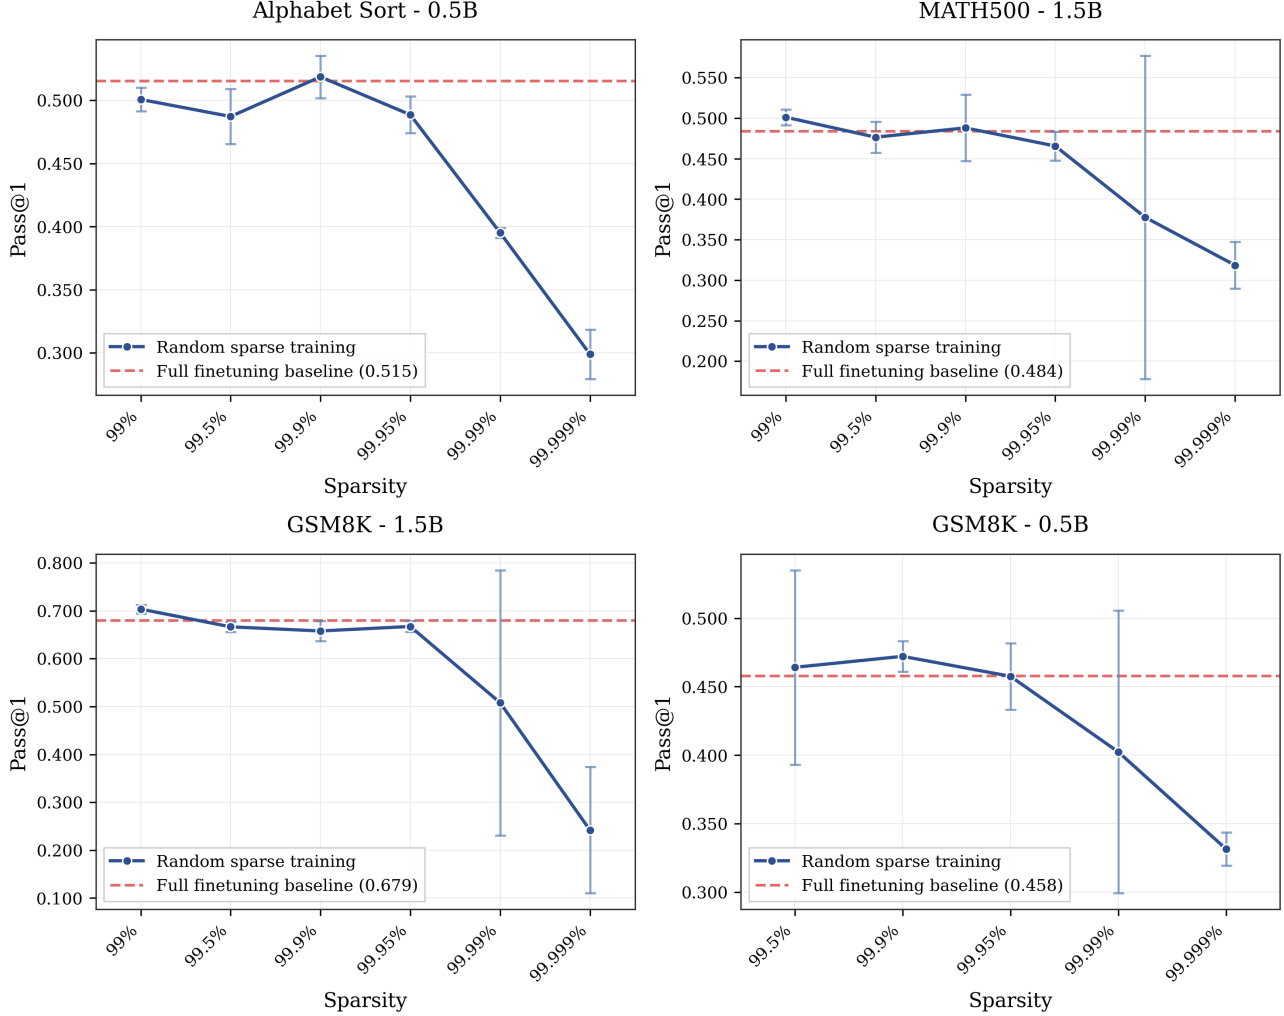 Alphabet Sort - 0.5B
Pass@1
0.500
0.450
0.400
0.350
0.300
Random sparse training
Full finetuning baseline (0.515)
99%
99.5%
99.9%
99.95%
99.99%
99.999%
Sparsity
MATH500 - 1.5B
Pass@1
0.550
0.500
0.450
0.400
0.350
0.300
0.250
0.200
Random sparse training
Full finetuning baseline (0.484)
99%
99.5%
99.9%
99.95%
99.99%
99.999%
Sparsity
GSM8K - 1.5B
Pass@1
0.800
0.700
0.600
0.500
0.400
0.300
0.200
0.100
Random sparse training
Full finetuning baseline (0.679)
99%
99.5%
99.9%
99.95%
99.99%
99.999%
Sparsity
GSM8K - 0.5B
Pass@1
0.500
0.450
0.400
0.350
0.300
Random sparse training
Full finetuning baseline (0.458)
99.5%
99.9%
99.95%
99.99%
99.999%
Sparsity